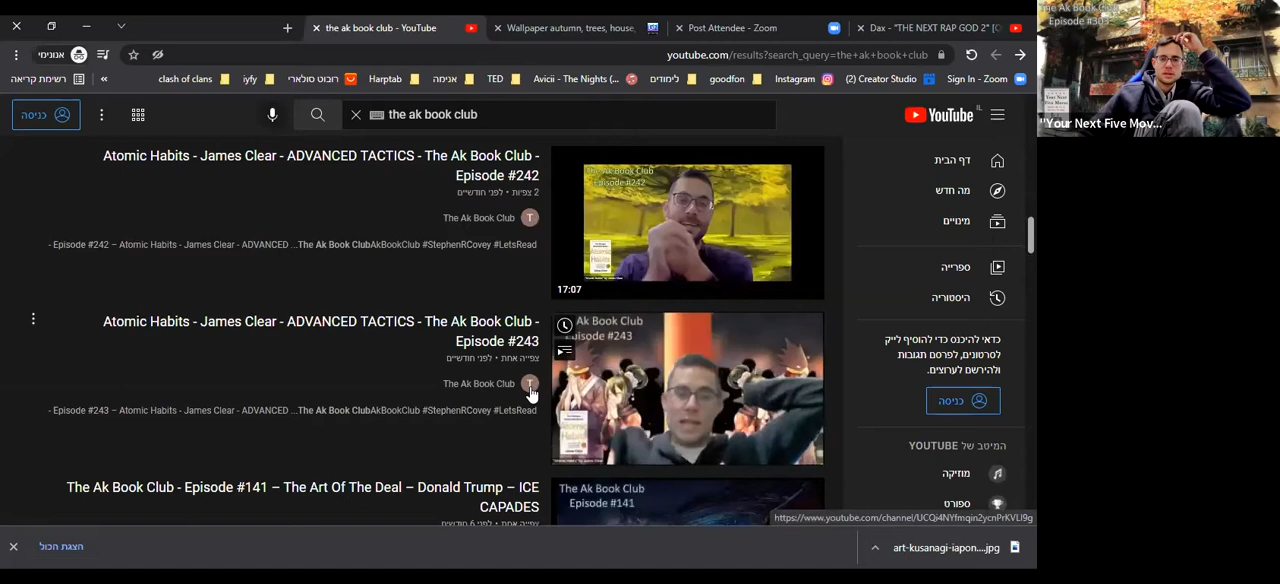 the ak book club - YouTube
Wallpaper autumn, trees, house,
Post Attendee - Zoom
Dax - "THE NEXT RAP GOD 2" [O
אנונימי
youtube.com/results?search_query=the+ak+book+club
רשימת קריאה
»
clash of clans
iyfy
רובוט סולארי
Harptab
אנימה
TED
Avicii - The Nights (...
לימודים
goodfon
Instagram
(2) Creator Studio
Sign In - Zoom
כניסה
the ak book club
YouTube IL
Atomic Habits - James Clear - ADVANCED TACTICS - The Ak Book Club -
Episode #242
2 צפיות • לפני חודשיים
The Ak Book Club
T
- Episode #242 – Atomic Habits - James Clear - ADVANCED ...The Ak Book ClubAkBookClub #StephenRCovey #LetsRead
The Ak Book Club
Episode #242
17:07
Atomic Habits - James Clear - ADVANCED TACTICS - The Ak Book Club -
Episode #243
צפייה אחת • לפני חודשיים
The Ak Book Club
T
- Episode #243 – Atomic Habits - James Clear - ADVANCED ...The Ak Book ClubAkBookClub #StephenRCovey #LetsRead
Ak Book Club
Episode #243
The Ak Book Club - Episode #141 – The Art Of The Deal – Donald Trump – ICE
CAPADES
The Ak Book Club
Episode #141
דף הבית
מה חדש
מינויים
ספרייה
היסטוריה
כדאי להיכנס כדי להוסיף לייק
לסרטונים, לפרסם תגובות
ולהירשם לערוצים.
כניסה
המיטב של YOUTUBE
מוזיקה
ספורט
https://www.youtube.com/channel/UCQi4NYfmqin2ycnPrKVLl9g
הצגת הכול
art-kusanagi-iapon....jpg
The Ak Book Club
Episode #303
"Your Next Five Mov...